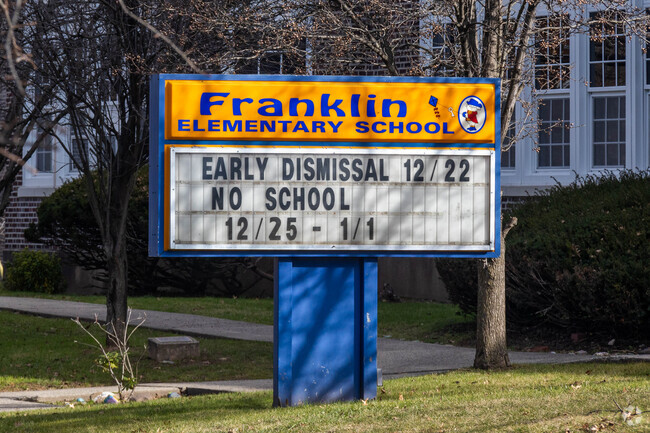 Franklin
ELEMENTARY SCHOOL
EARLY DISMISSAL 12/22
NO SCHOOL
12/25 - 1/1